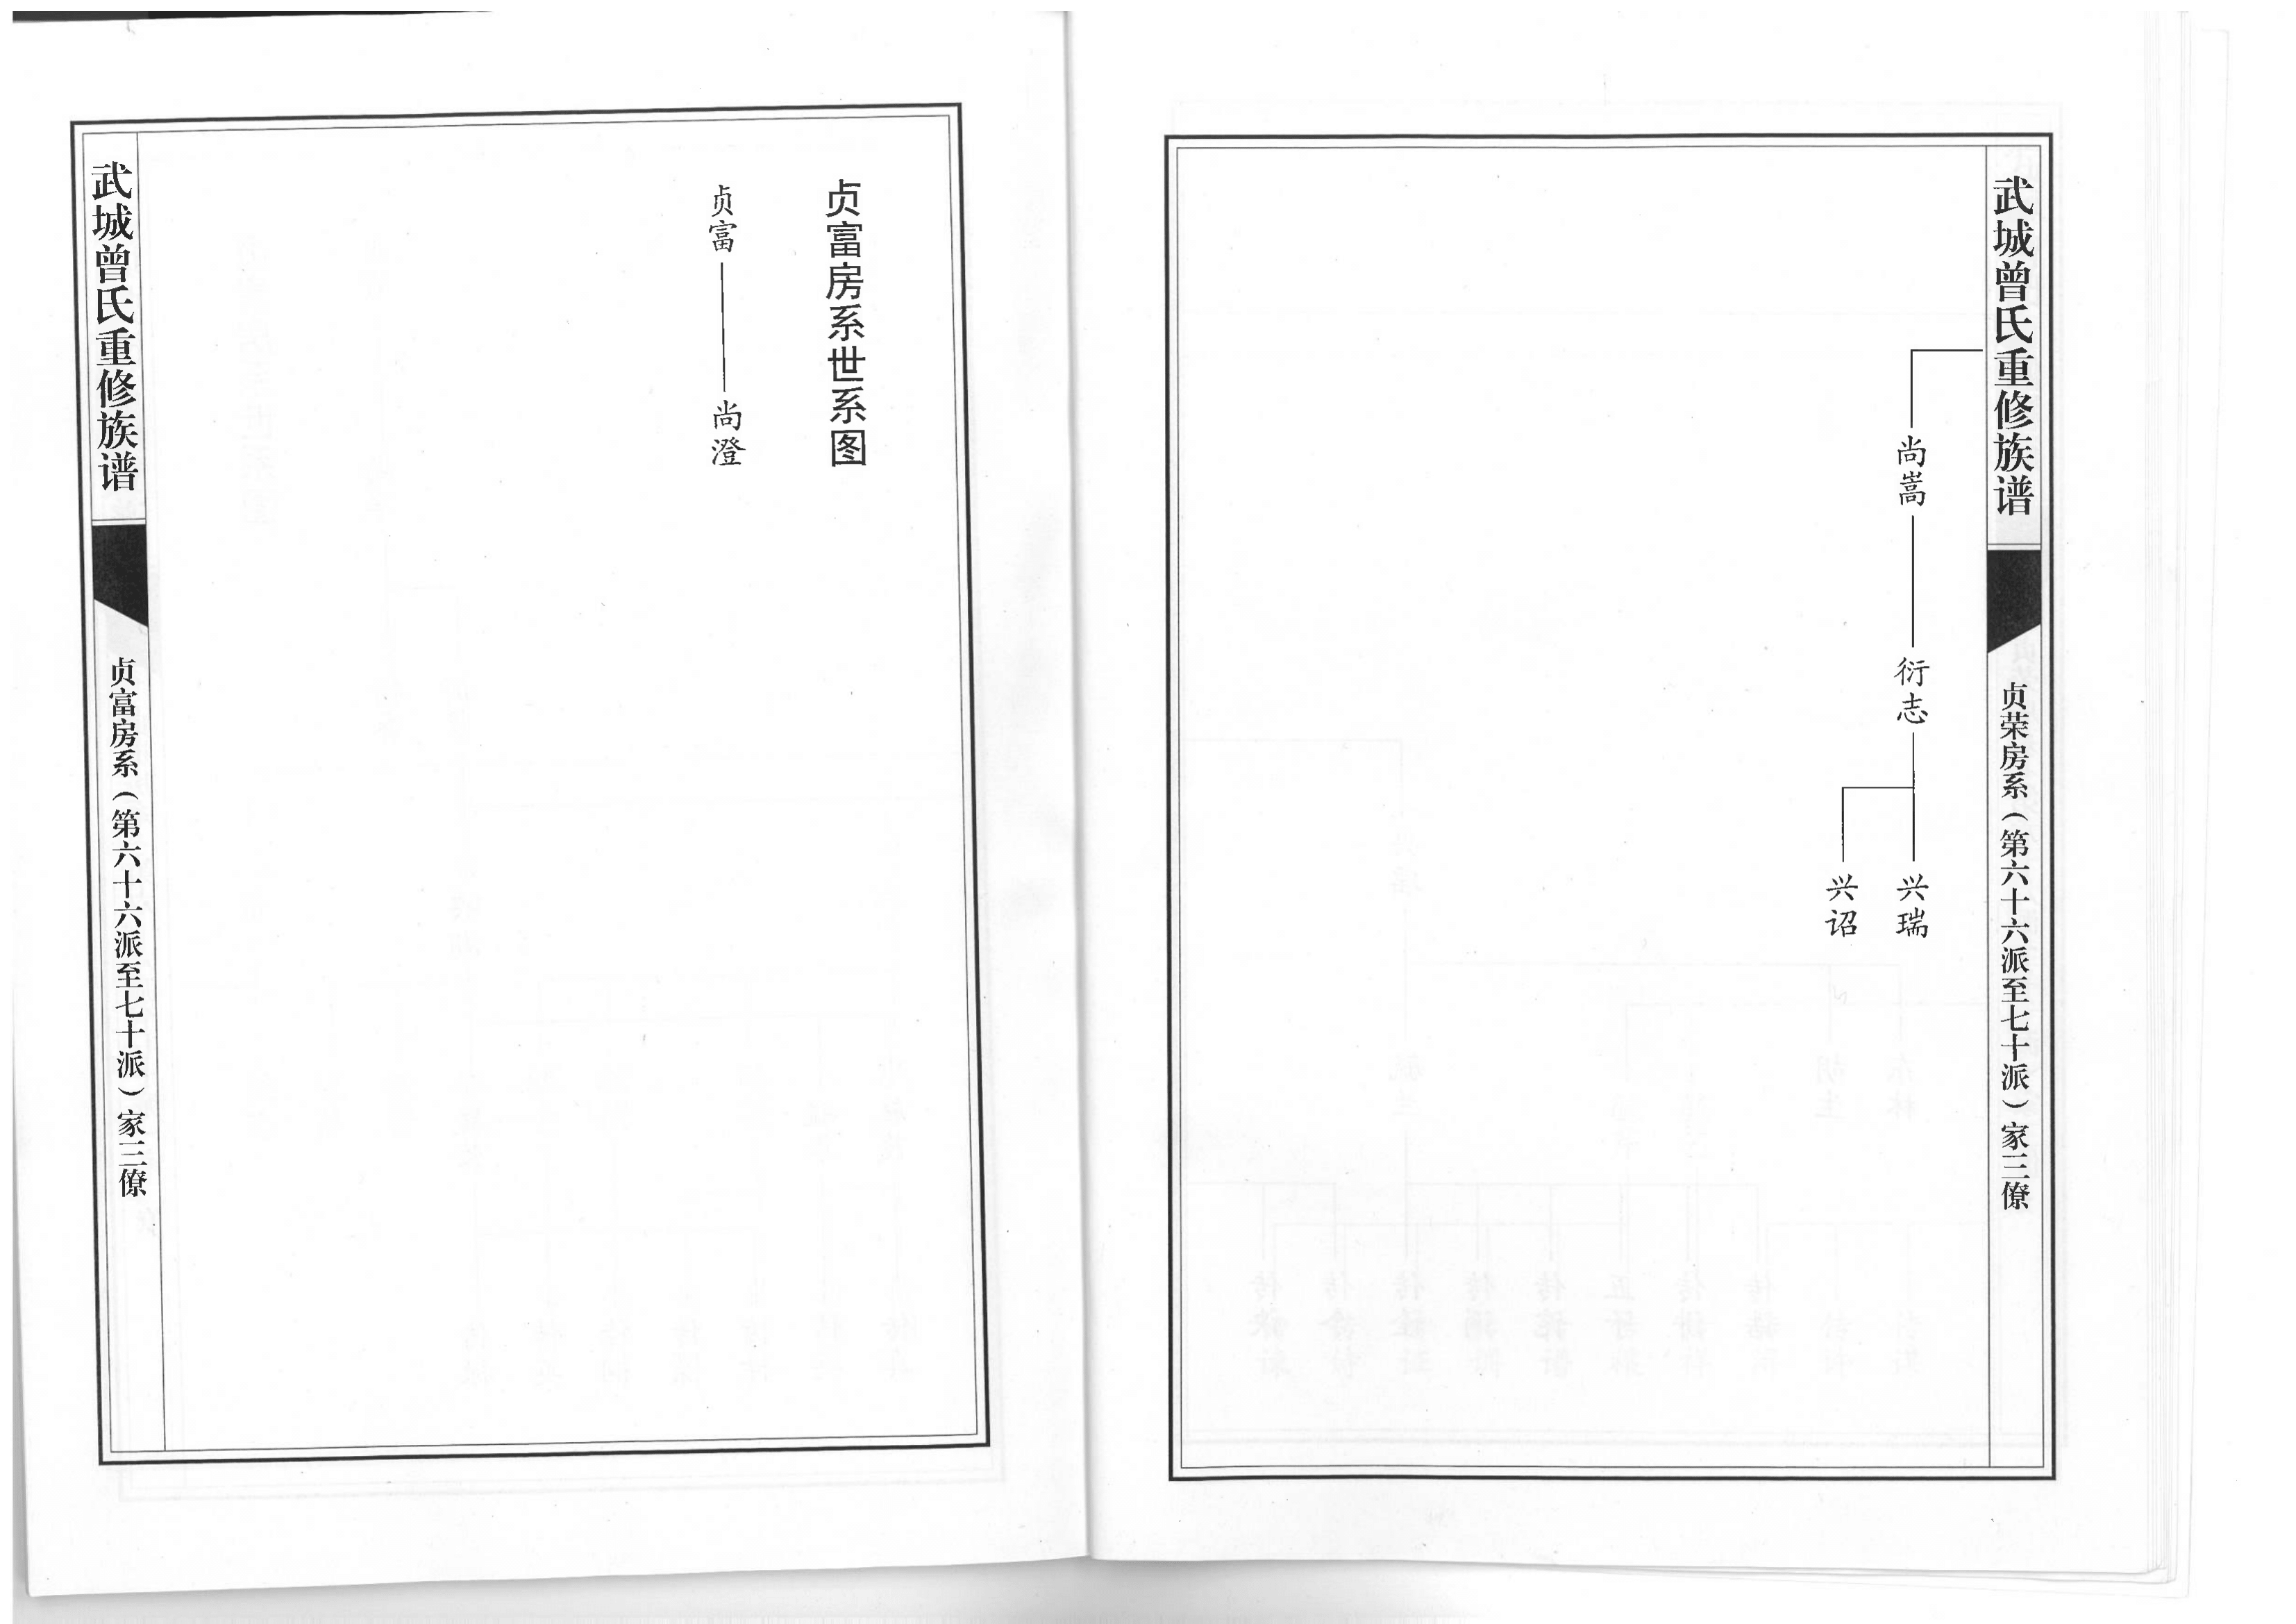 武城曾氏重修族谱
贞荣房系（第六十六派至七十派）家三僚
尚嵩
衍志
兴瑞
兴诏
贞富房系世系图
贞富
尚澄
武城曾氏重修族谱
贞富房系（第六十六派至七十派）家三僚